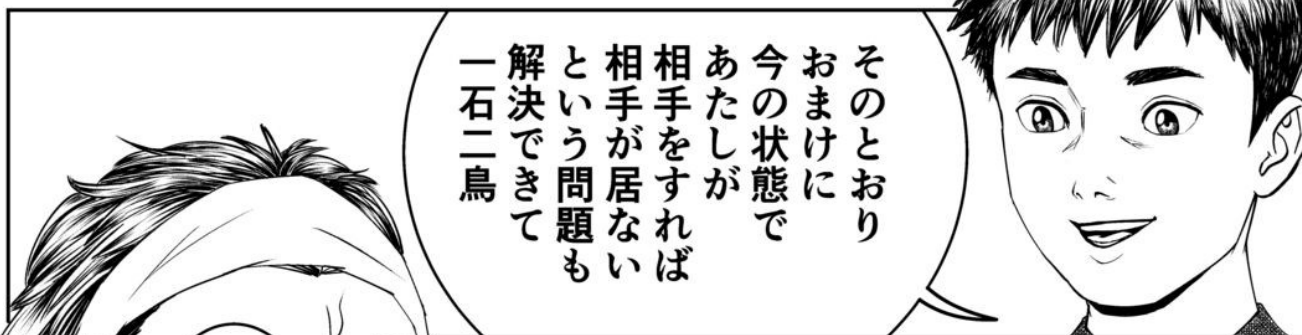 そのとおり
おまけに
今の状態で
あたしが
相手をすれば
相手が居ない
という問題も
解決できて
一石二鳥